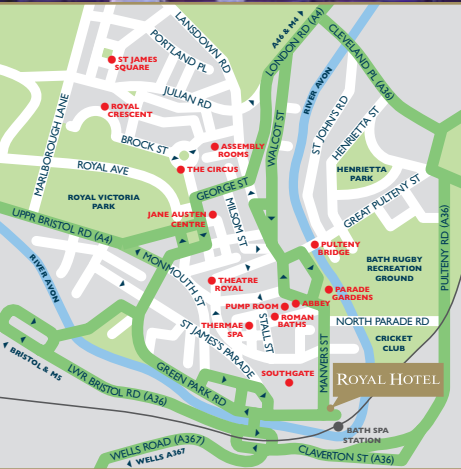 LANSDOWN RD
A46 & M4
LONDON RD (A4)
CLEVELAND PL (A36)
PORTLAND PL
ST JAMES
SQUARE
JULIAN RD
RIVER AVON
ST JOHN'S RD
HENRIETTA ST
MARLBOROUGH LANE
ROYAL
CRESCENT
WALCOT ST
BROCK ST
ASSEMBLY
ROOMS
ROYAL AVE
THE CIRCUS
HENRIETTA
PARK
GEORGE ST
ROYAL VICTORIA
PARK
MILSOM ST
GREAT PULTENY ST
JANE AUSTEN
CENTRE
UPPR BRISTOL RD (A4)
PULTENY RD (A36)
PULTENY
BRIDGE
BATH RUGBY
RECREATION
GROUND
RIVER AVON
MONMOUTH ST
THEATRE
ROYAL
PARADE
GARDENS
PUMP ROOM
ABBEY
ROMAN
BATHS
NORTH PARADE RD
THERMAE
SPA
STALL ST
ST JAMES'S PARADE
CRICKET
CLUB
MANVERS ST
BRISTOL & M5
LWR BRISTOL RD (A36)
GREEN PARK RD
SOUTHGATE
ROYAL HOTEL
BATH SPA
STATION
WELLS ROAD (A367)
WELLS A367
CLAVERTON ST (A36)